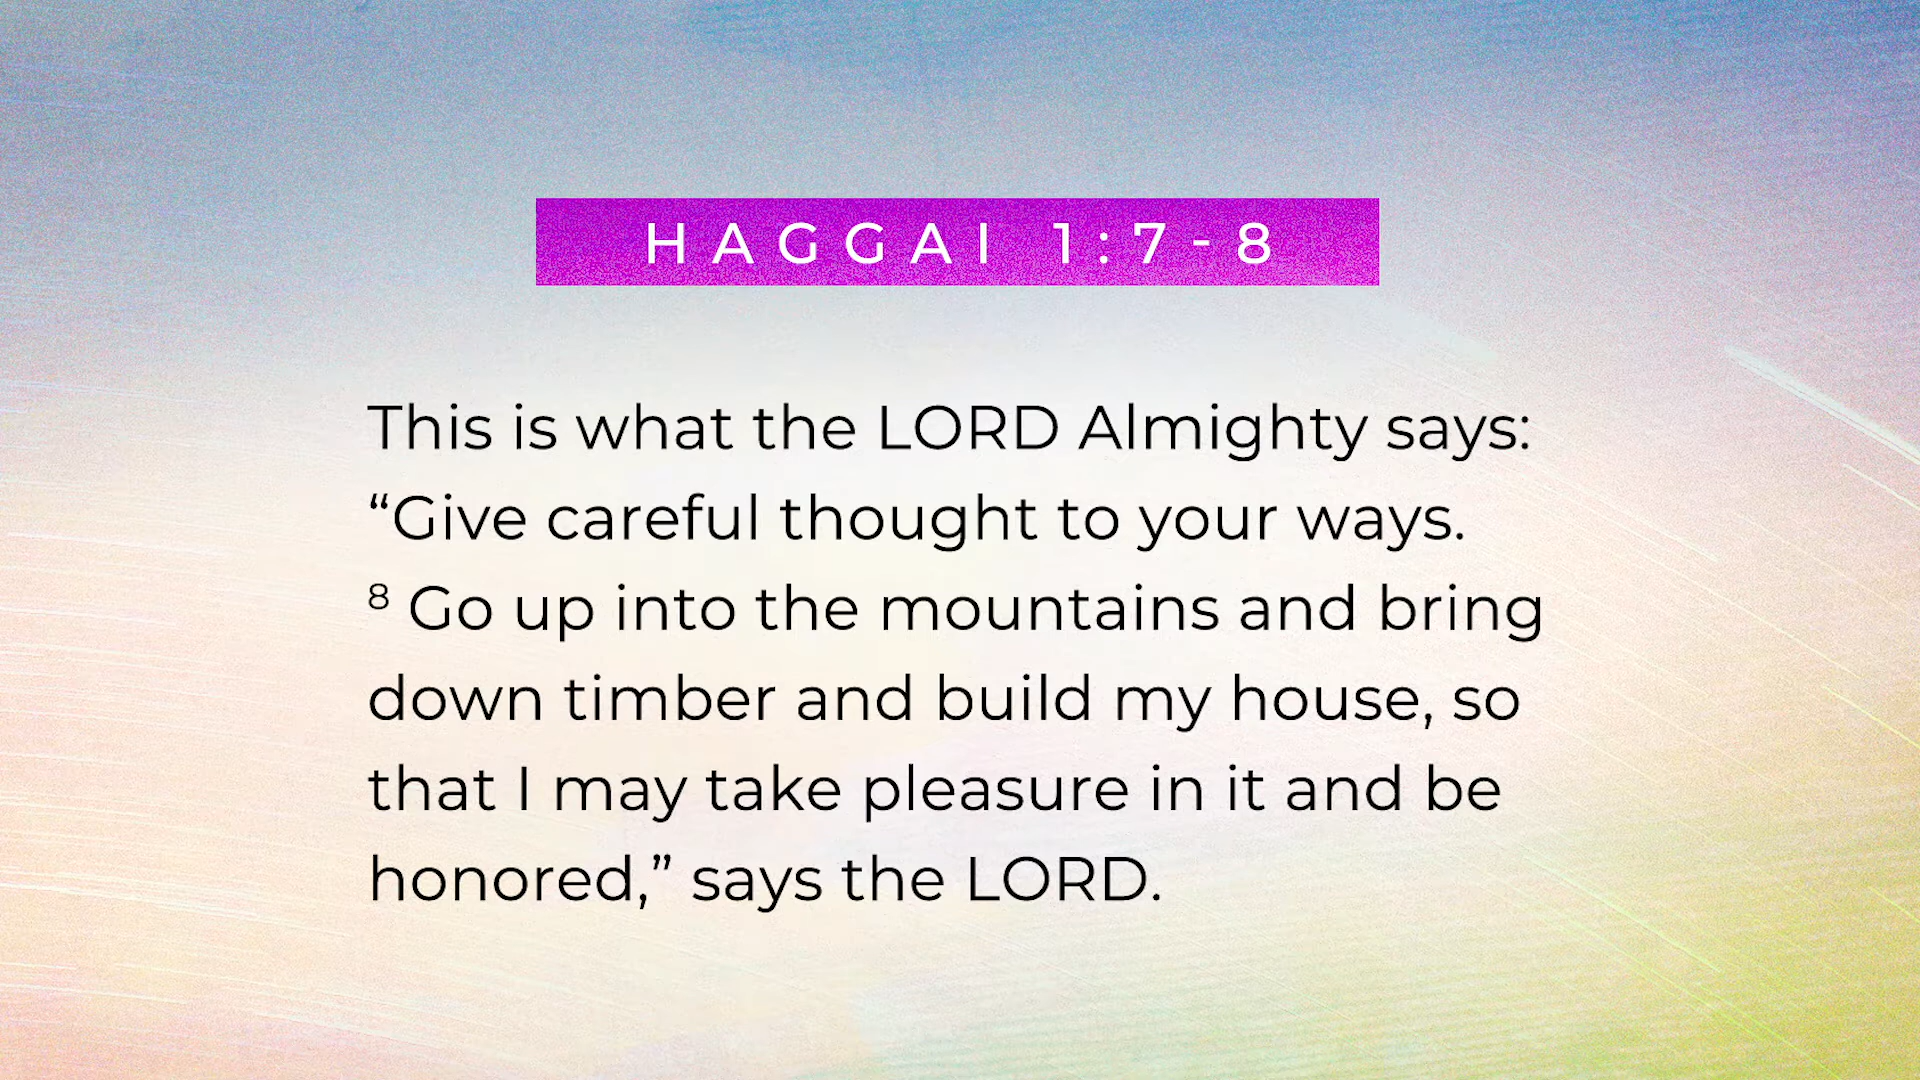 HAGGAI 1:7-8
This is what the LORD Almighty says:
“Give careful thought to your ways.
⁸ Go up into the mountains and bring
down timber and build my house, so
that I may take pleasure in it and be
honored,” says the LORD.